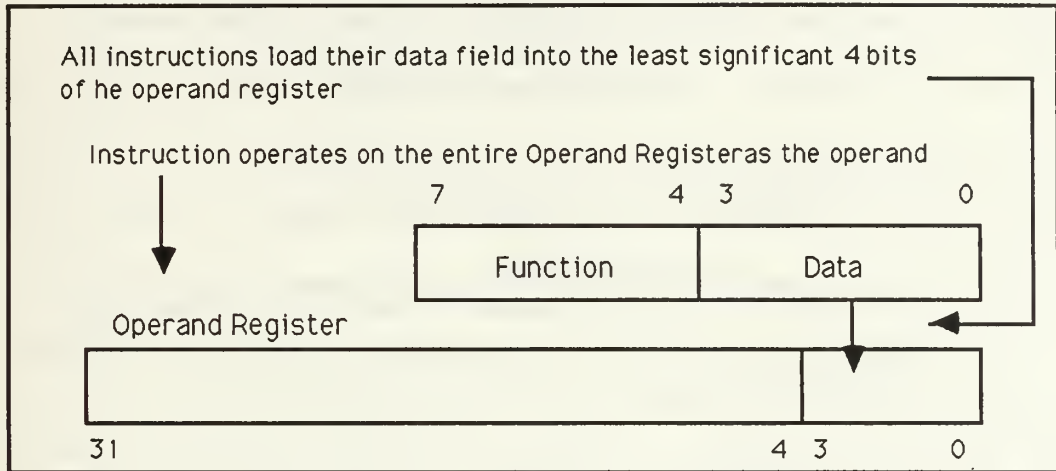 All instructions load their data field into the least significant 4 bits
of he operand register
Instruction operates on the entire Operand Registeras the operand
7 4 3 0
Function Data
Operand Register
31 4 3 0